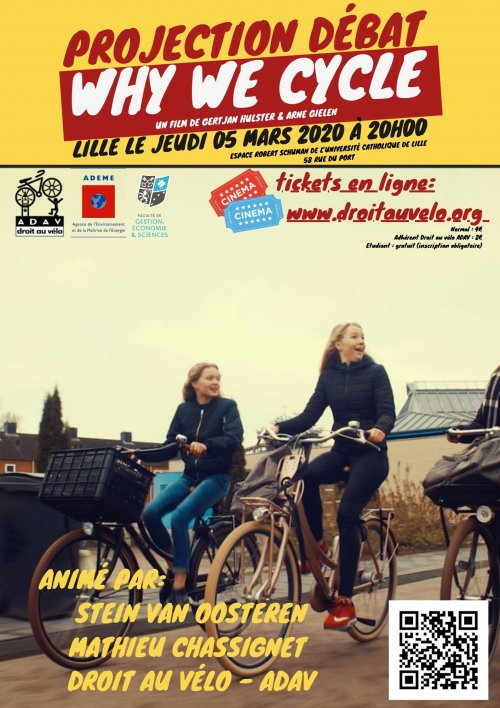 PROJECTION DÉBAT
WHY WE CYCLE
UN FILM DE GERTJAN HULSTER & ARNE GIELEN
LILLE LE JEUDI 05 MARS 2020 À 20H00
ESPACE ROBERT SCHUMAN DE L'UNIVERSITÉ CATHOLIQUE DE LILLE
58 RUE DU PORT
ADAV
droit au vélo
ADEME
Agence de l'Environnement
et de la Maîtrise de l'Energie
FACULTÉ DE
GESTION,
ÉCONOMIE
& SCIENCES
CINEMA
CINEMA
tickets en ligne:
www.droitauvelo.org
Normal : 4€
Adhérent Droit au vélo ADAV : 2€
Etudiant : gratuit (inscription obligatoire)
ANIMÉ PAR:
STEIN VAN OOSTEREN
MATHIEU CHASSIGNET
DROIT AU VÉLO - ADAV